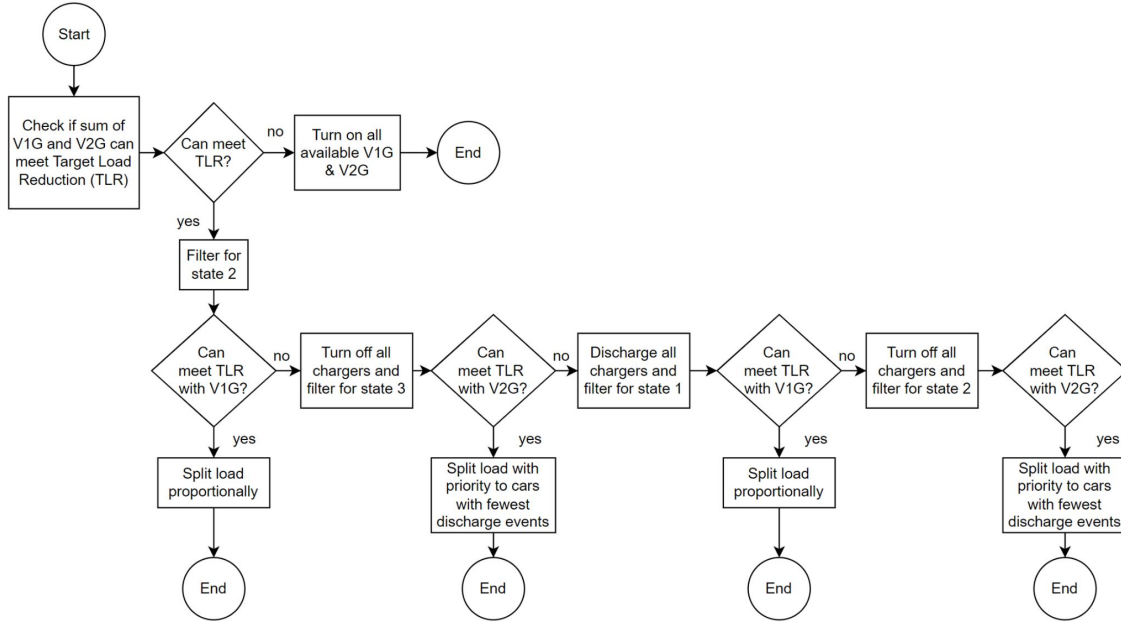 Start
Check if sum of
V1G and V2G can
meet Target Load
Reduction (TLR)
Can meet
TLR?
no
Turn on all
available V1G
& V2G
End
yes
Filter for
state 2
Can
meet TLR
with V1G?
no
Turn off all
chargers and
filter for state 3
Can
meet TLR
with V2G?
no
Discharge all
chargers and
filter for state 1
Can
meet TLR
with V1G?
no
Turn off all
chargers and
filter for state 2
Can
meet TLR
with V2G?
yes
yes
yes
yes
Split load
proportionally
Split load with
priority to cars
with fewest
discharge events
Split load
proportionally
Split load with
priority to cars
with fewest
discharge events
End
End
End
End